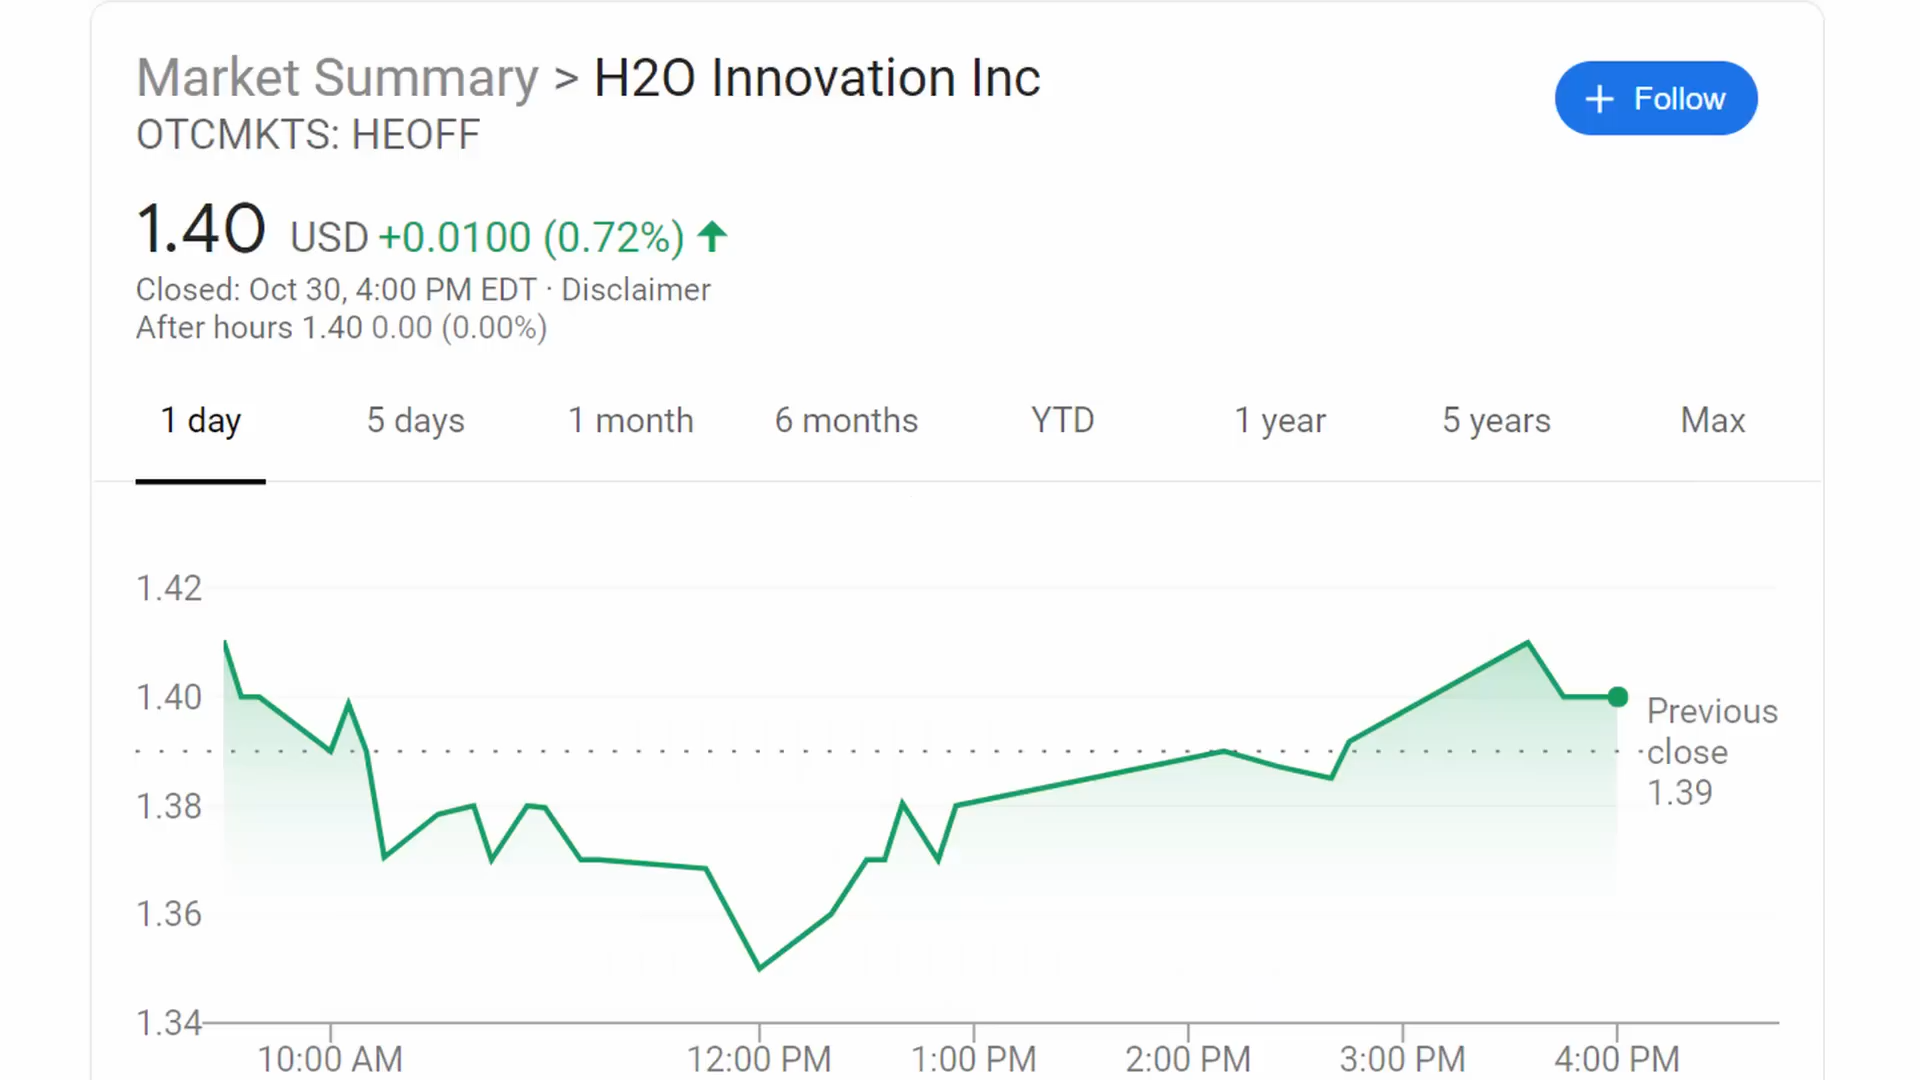 Market Summary > H2O Innovation Inc
OTCMKTS: HEOFF
+ Follow
1.40 USD +0.0100 (0.72%)
Closed: Oct 30, 4:00 PM EDT · Disclaimer
After hours 1.40 0.00 (0.00%)
1 day 5 days 1 month 6 months YTD 1 year 5 years Max
1.42
1.40
1.38
1.36
1.34
Previous
close
1.39
10:00 AM 12:00 PM 1:00 PM 2:00 PM 3:00 PM 4:00 PM